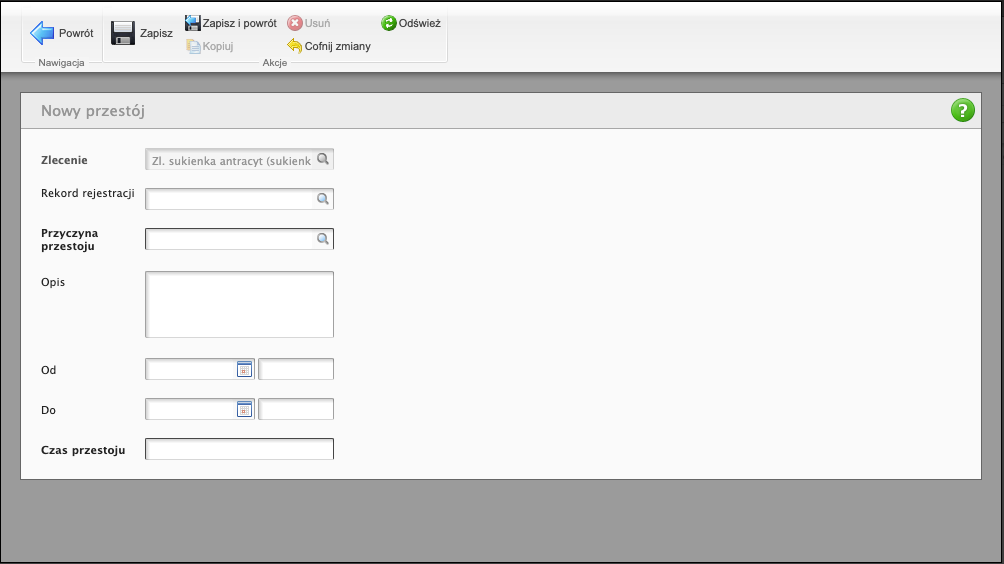 Powrót
Zapisz
Zapisz i powrót
Usuń
Odśwież
Kopiuj
Cofnij zmiany
Nawigacja
Akcje
Nowy przestój
?
Zlecenie
Zl. sukienka antracyt (sukienk
Rekord rejestracji
Przyczyna
przestoju
Opis
Od
Do
Czas przestoju